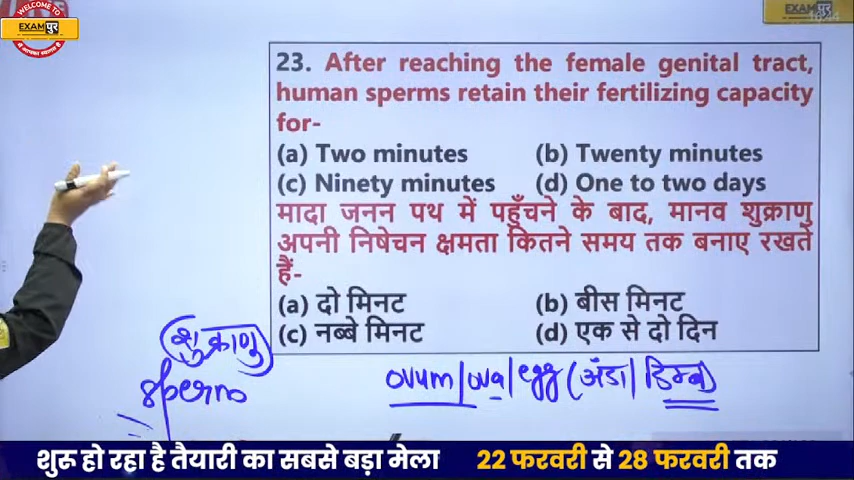 WELCOME TO
EXAMपुर
EXAMपुर
23. After reaching the female genital tract,
human sperms retain their fertilizing capacity
for-
(a) Two minutes (b) Twenty minutes
(c) Ninety minutes (d) One to two days
मादा जनन पथ में पहुँचने के बाद, मानव शुक्राणु
अपनी निषेचन क्षमता कितने समय तक बनाए रखते
हैं-
(a) दो मिनट (b) बीस मिनट
(c) नब्बे मिनट (d) एक से दो दिन
शुक्राणु
sperm
ovum/ova/egg (अंडा/डिम्ब)
शुरू हो रहा है तैयारी का सबसे बड़ा मेला 22 फरवरी से 28 फरवरी तक